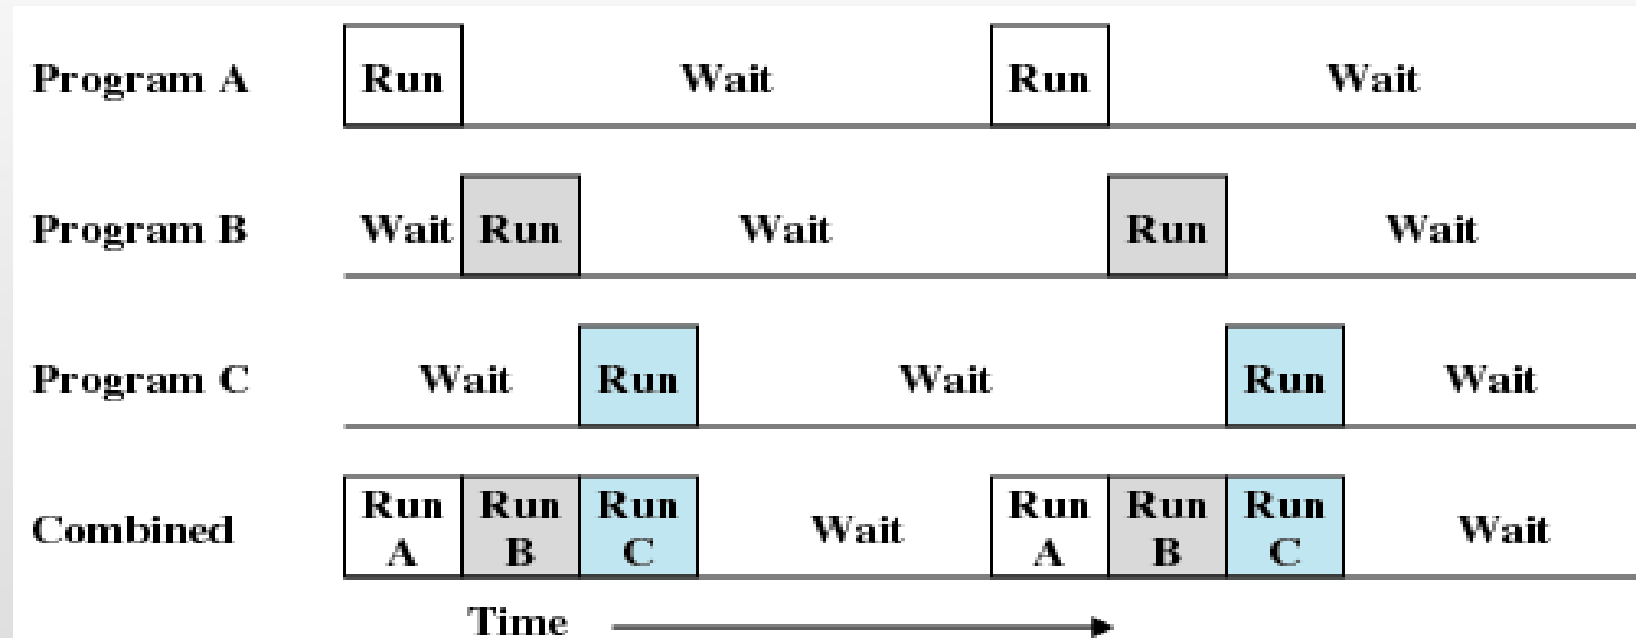 Program A Run Wait Run Wait
Program B Wait Run Wait Run Wait
Program C Wait Run Wait Run Wait
Combined Run A Run B Run C Wait Run A Run B Run C Wait
Time